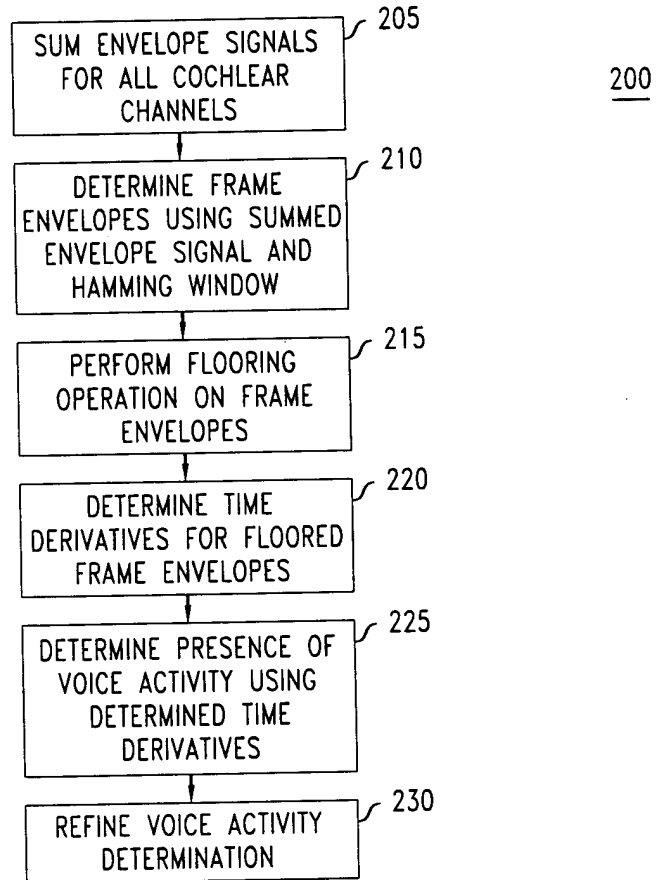 205
SUM ENVELOPE SIGNALS
FOR ALL COCHLEAR
CHANNELS
200
210
DETERMINE FRAME
ENVELOPES USING SUMMED
ENVELOPE SIGNAL AND
HAMMING WINDOW
215
PERFORM FLOORING
OPERATION ON FRAME
ENVELOPES
220
DETERMINE TIME
DERIVATIVES FOR FLOORED
FRAME ENVELOPES
225
DETERMINE PRESENCE OF
VOICE ACTIVITY USING
DETERMINED TIME
DERIVATIVES
230
REFINE VOICE ACTIVITY
DETERMINATION